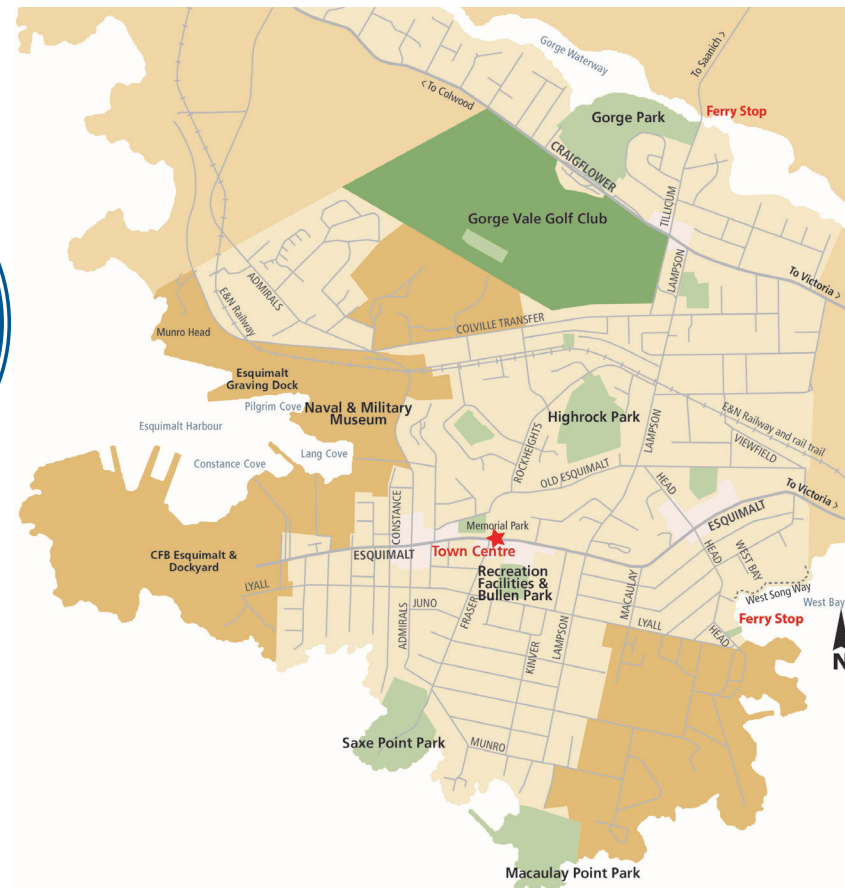 Gorge Waterway
To Saanich >
< To Colwood
Ferry Stop
Gorge Park
CRAIGFLOWER
TILLICUM
Gorge Vale Golf Club
LAMPSON
To Victoria >
ADMIRALS
E&N Railway
COLVILLE TRANSFER
Munro Head
Esquimalt
Graving Dock
Pilgrim Cove
Naval & Military
Museum
Highrock Park
E&N Railway and rail trail
Esquimalt Harbour
LAMPSON
VIEWFIELD
ROCKHEIGHTS
Lang Cove
Constance Cove
OLD ESQUIMALT
HEAD
To Victoria >
CONSTANCE
Memorial Park
ESQUIMALT
CFB Esquimalt &
Dockyard
ESQUIMALT
Town Centre
HEAD
WEST BAY
Recreation
Facilities &
Bullen Park
LYALL
MACAULAY
West Song Way
West Bay
JUNO
FRASER
Ferry Stop
ADMIRALS
LYALL
HEAD
LAMPSON
KINVER
N
Saxe Point Park
MUNRO
Macaulay Point Park